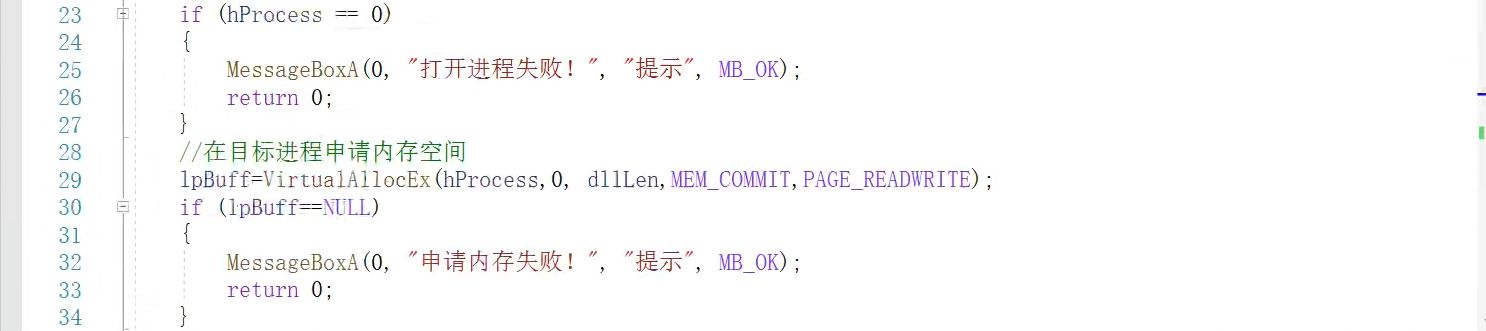 23 if (hProcess == 0)
24 {
25 MessageBoxA(0, "打开进程失败！", "提示", MB_OK);
26 return 0;
27 }
28 //在目标进程申请内存空间
29 lpBuff=VirtualAllocEx(hProcess,0, dllLen,MEM_COMMIT,PAGE_READWRITE);
30 if (lpBuff==NULL)
31 {
32 MessageBoxA(0, "申请内存失败！", "提示", MB_OK);
33 return 0;
34 }